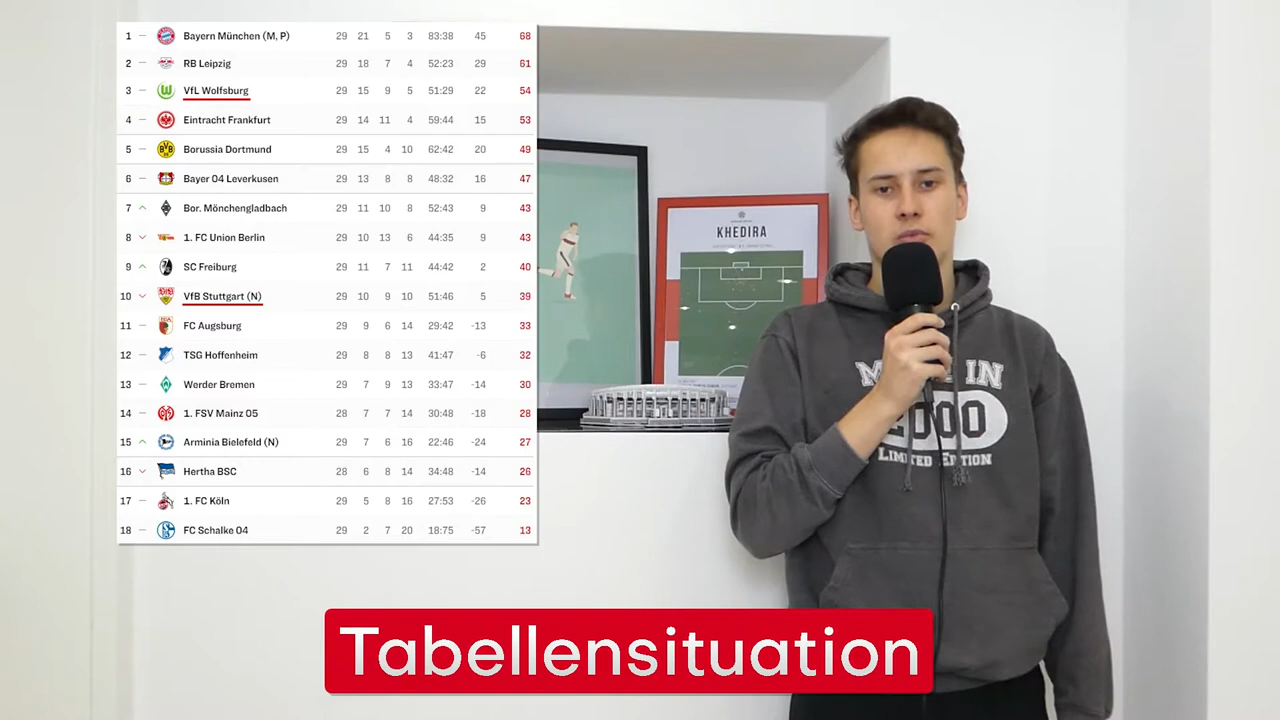 1 — Bayern München (M, P) 29 21 5 3 83:38 45 68
2 — RB Leipzig 29 18 7 4 52:23 29 61
3 — VfL Wolfsburg 29 15 9 5 51:29 22 54
4 — Eintracht Frankfurt 29 14 11 4 59:44 15 53
5 — Borussia Dortmund 29 15 4 10 62:42 20 49
6 — Bayer 04 Leverkusen 29 13 8 8 48:32 16 47
7 Bor. Mönchengladbach 29 11 10 8 52:43 9 43
8 1. FC Union Berlin 29 10 13 6 44:35 9 43
9 SC Freiburg 29 11 7 11 44:42 2 40
10 VfB Stuttgart (N) 29 10 9 10 51:46 5 39
11 — FC Augsburg 29 9 6 14 29:42 -13 33
12 — TSG Hoffenheim 29 8 8 13 41:47 -6 32
13 — Werder Bremen 29 7 9 13 33:47 -14 30
14 — 1. FSV Mainz 05 28 7 7 14 30:48 -18 28
15 Arminia Bielefeld (N) 29 7 6 16 22:46 -24 27
16 Hertha BSC 28 6 8 14 34:48 -14 26
17 — 1. FC Köln 29 5 8 16 27:53 -26 23
18 — FC Schalke 04 29 2 7 20 18:75 -57 13
KHEDIRA
2000
LIMITED EDITION
Tabellensituation